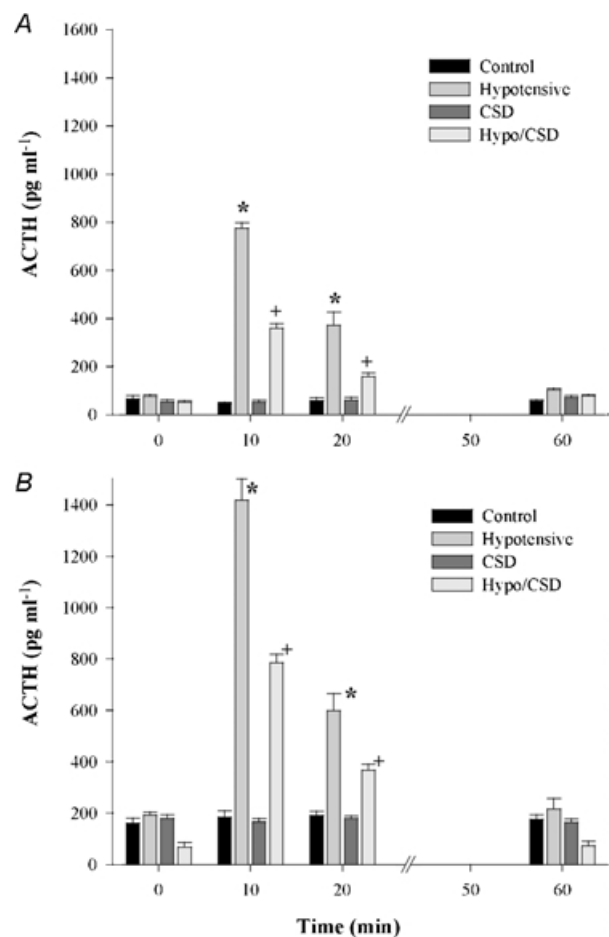 A
1600
1400
1200
1000
800
600
400
200
0
ACTH (pg ml-1)
Control
Hypotensive
CSD
Hypo/CSD
*
+
*
+
0
10
20
50
60
B
1400
1200
1000
800
600
400
200
0
ACTH (pg ml-1)
Control
Hypotensive
CSD
Hypo/CSD
*
+
*
+
0
10
20
50
60
Time (min)